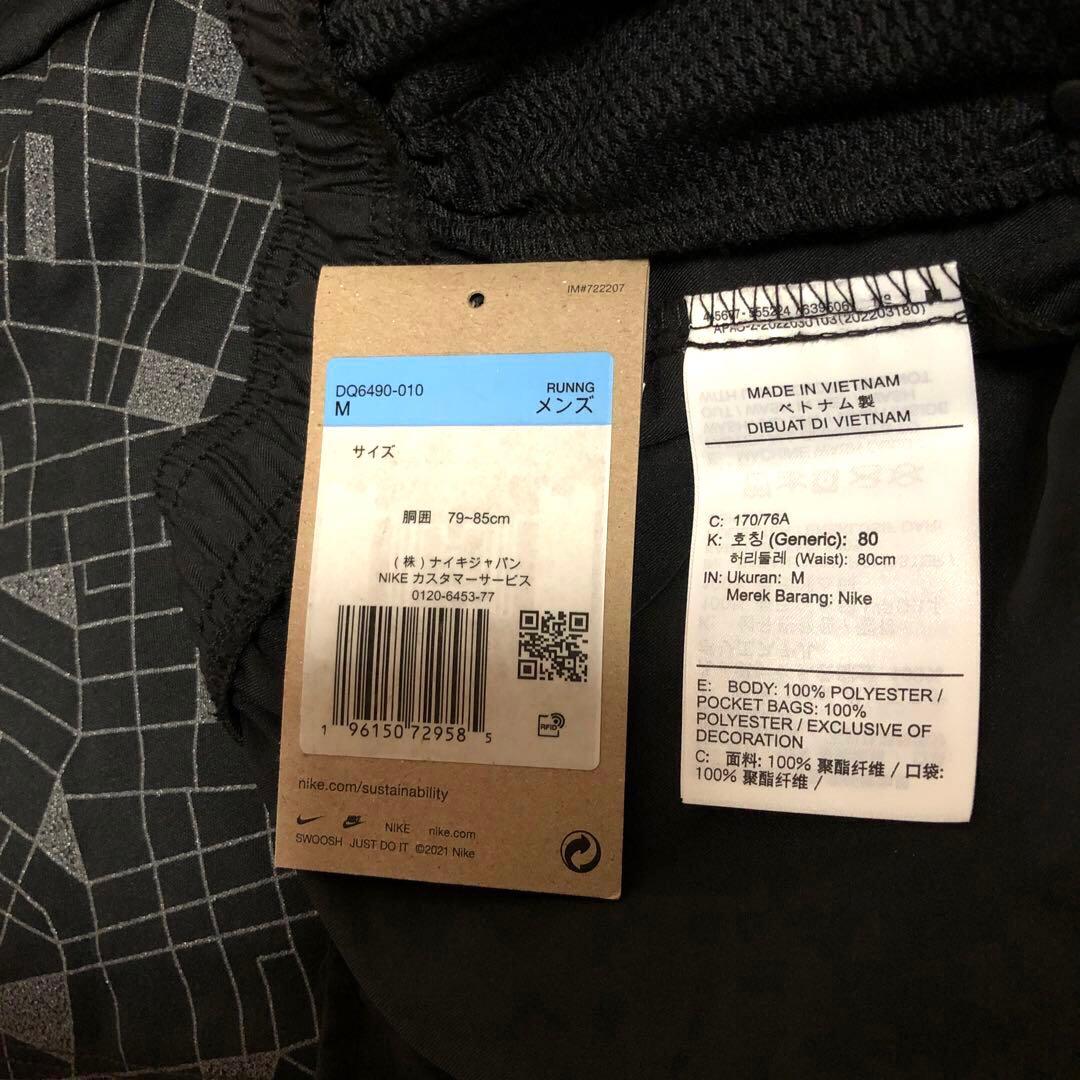 IM#722207
DQ6490-010
RUNNG
M
メンズ
サイズ
胴囲 79~85cm
(株)ナイキジャパン
NIKE カスタマーサービス
0120-6453-77
1 96150 72958 5
RFID
nike.com/sustainability
NIKE nike.com
SWOOSH JUST DO IT ©2021 Nike
MADE IN VIETNAM
ベトナム製
DIBUAT DI VIETNAM
C: 170/76A
K: 호칭 (Generic): 80
허리둘레 (Waist): 80cm
IN: Ukuran: M
Merek Barang: Nike
E: BODY: 100% POLYESTER /
POCKET BAGS: 100%
POLYESTER / EXCLUSIVE OF
DECORATION
C: 面料: 100% 聚酯纤维 / 口袋:
100% 聚酯纤维 /